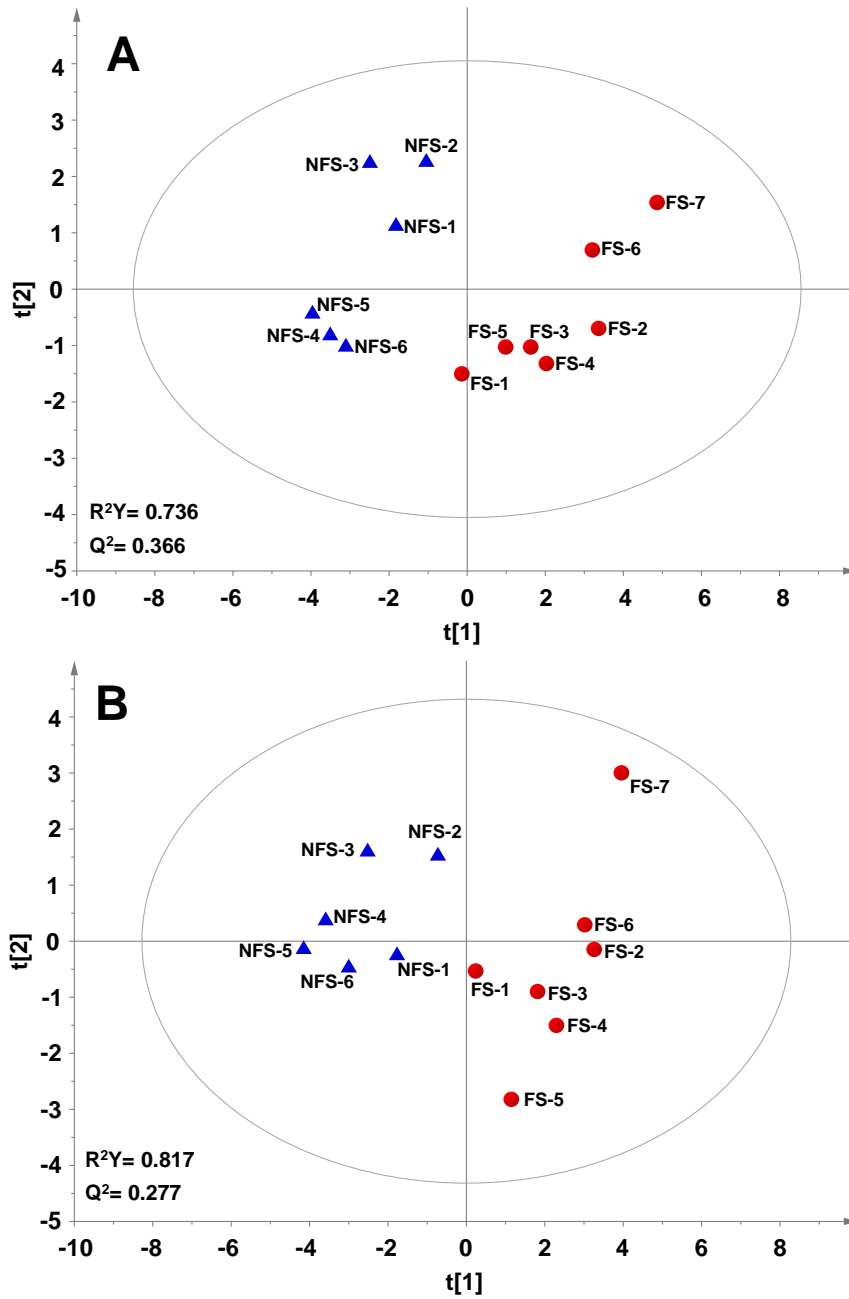 A
4
3
2
1
0
-1
-2
-3
-4
-5
t[2]
NFS-2
NFS-3
NFS-1
FS-7
FS-6
NFS-5
NFS-4
NFS-6
FS-5
FS-3
FS-2
FS-4
FS-1
R²Y= 0.736
Q²= 0.366
-10 -8 -6 -4 -2 0 2 4 6 8
t[1]
B
4
3
2
1
0
-1
-2
-3
-4
-5
t[2]
FS-7
NFS-2
NFS-3
NFS-4
FS-6
NFS-5
FS-2
NFS-6
NFS-1
FS-1
FS-3
FS-4
FS-5
R²Y= 0.817
Q²= 0.277
-10 -8 -6 -4 -2 0 2 4 6 8
t[1]